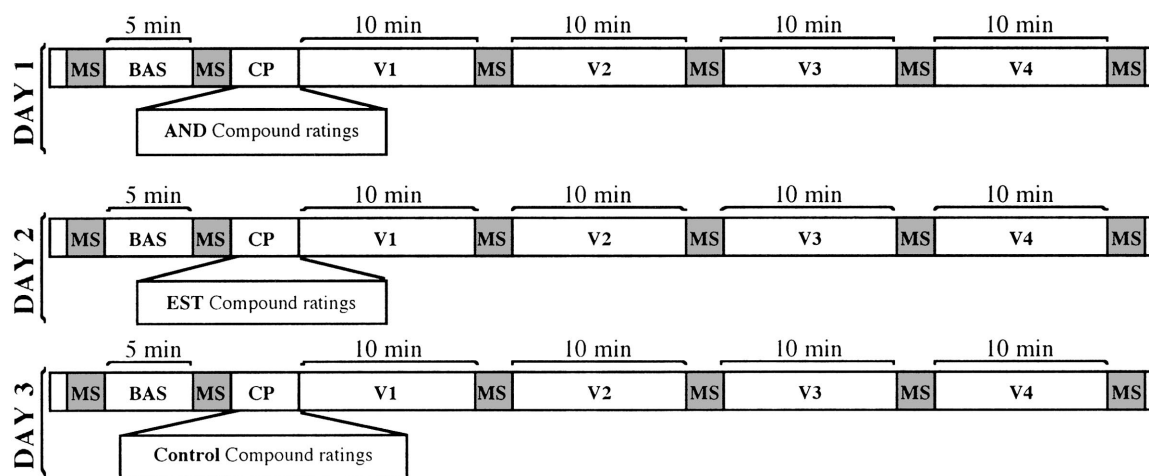 5 min 10 min 10 min 10 min 10 min
DAY 1
MS BAS MS CP V1 MS V2 MS V3 MS V4 MS
AND Compound ratings
5 min 10 min 10 min 10 min 10 min
DAY 2
MS BAS MS CP V1 MS V2 MS V3 MS V4 MS
EST Compound ratings
5 min 10 min 10 min 10 min 10 min
DAY 3
MS BAS MS CP V1 MS V2 MS V3 MS V4 MS
Control Compound ratings